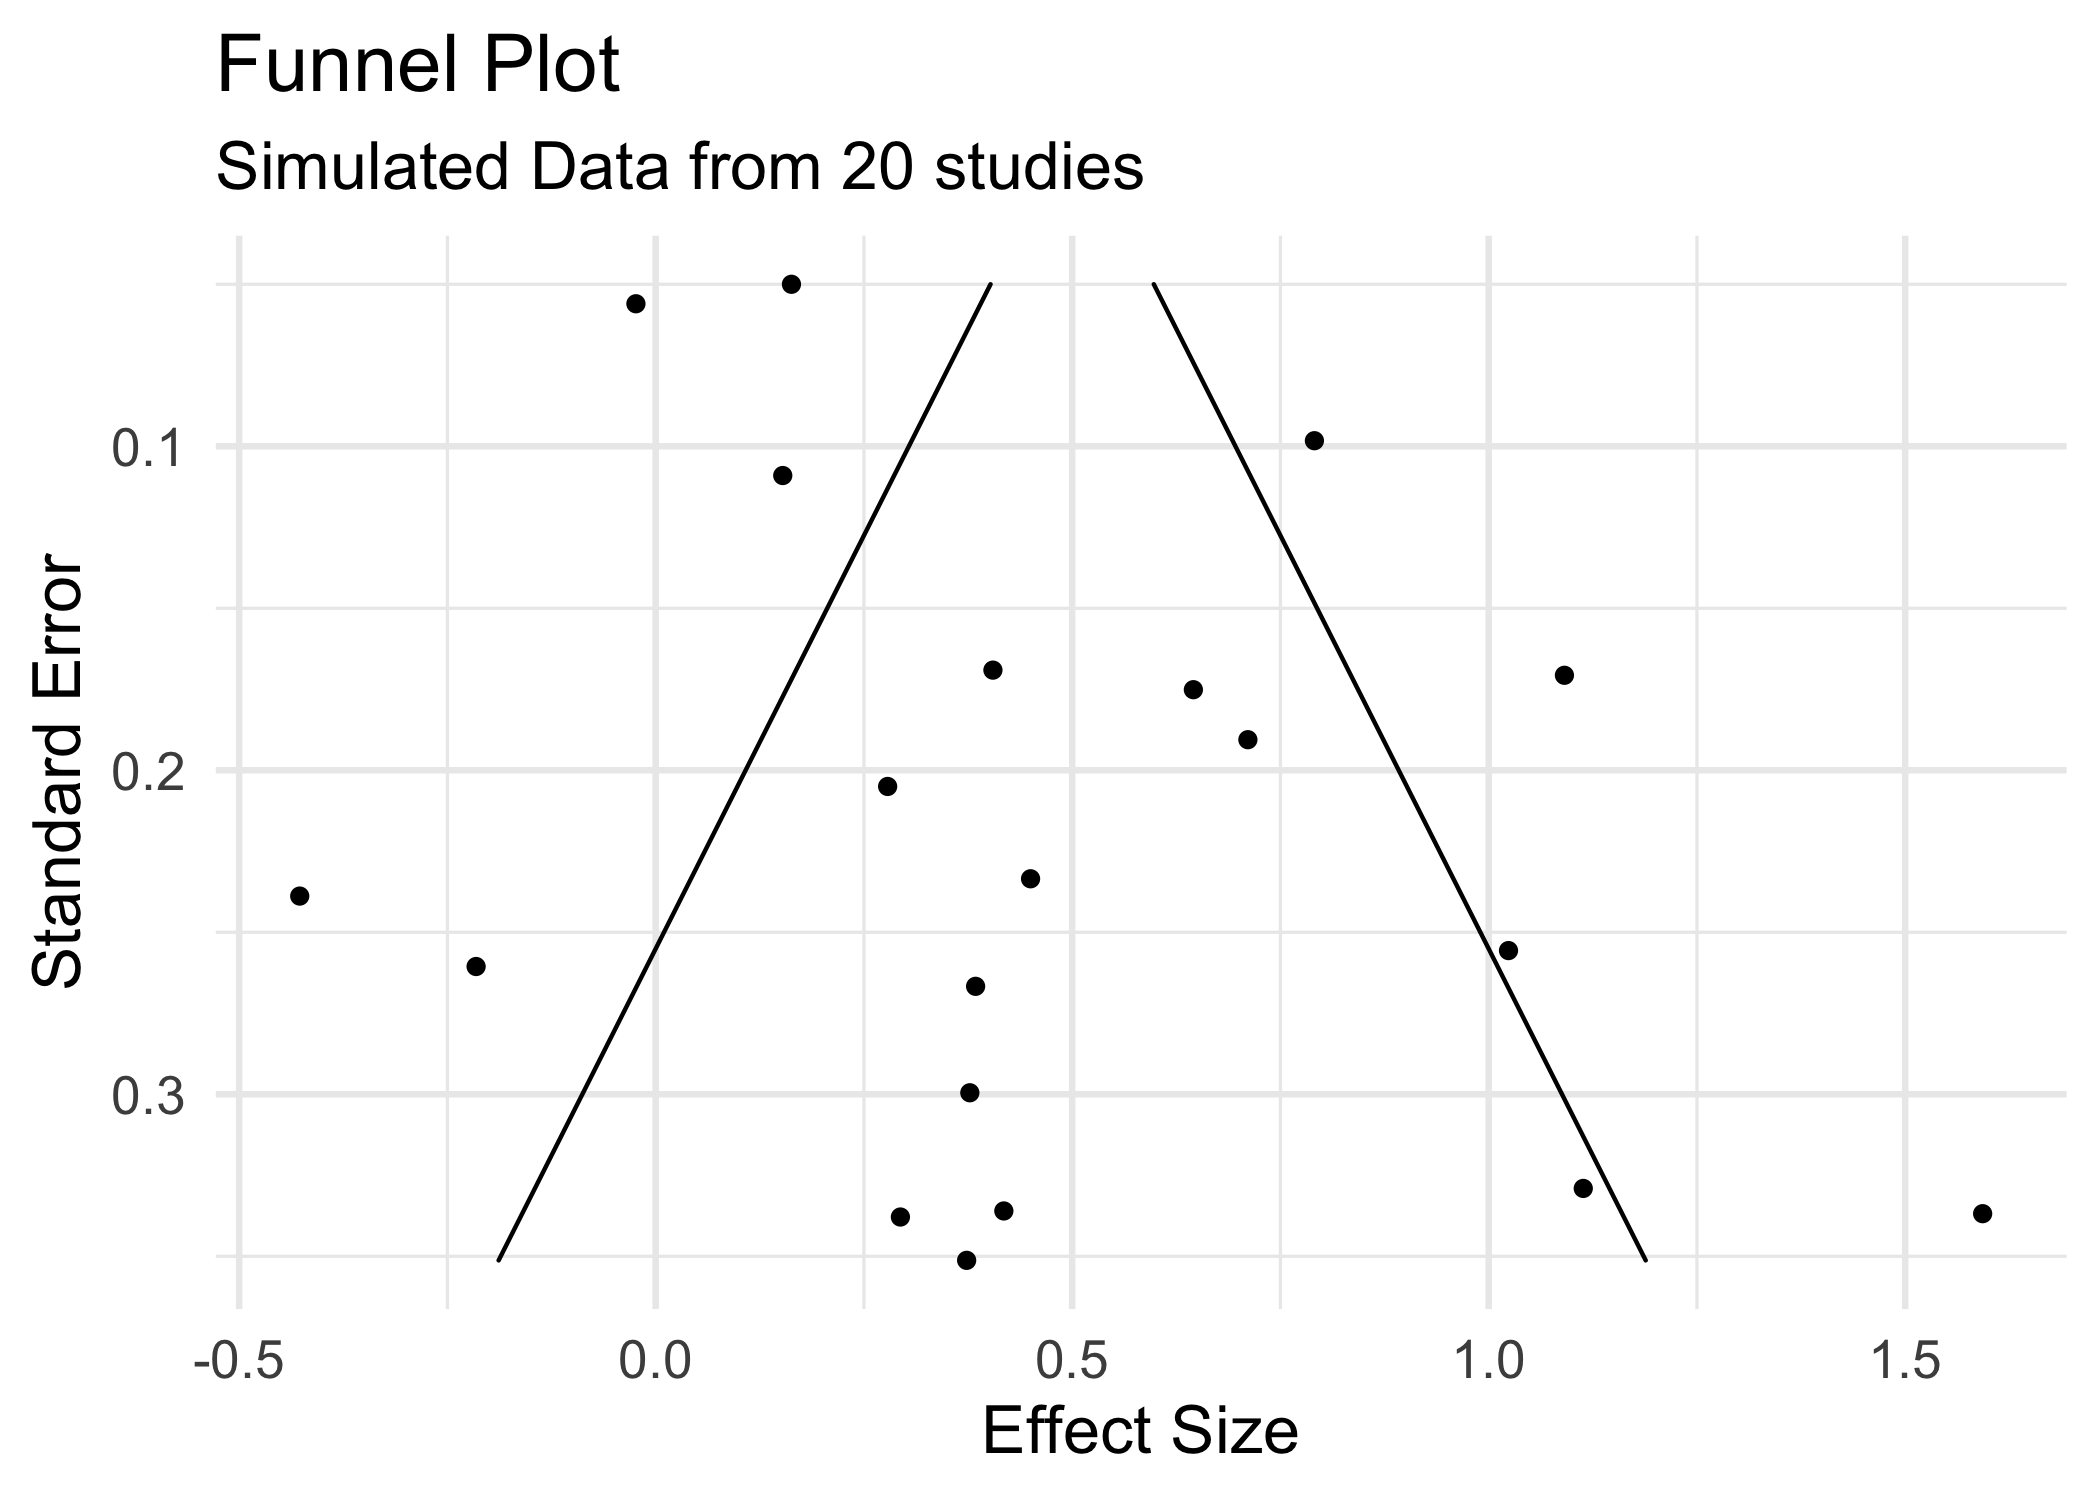 Funnel Plot
Simulated Data from 20 studies
Standard Error
0.1
0.2
0.3
-0.5 0.0 0.5 1.0 1.5
Effect Size